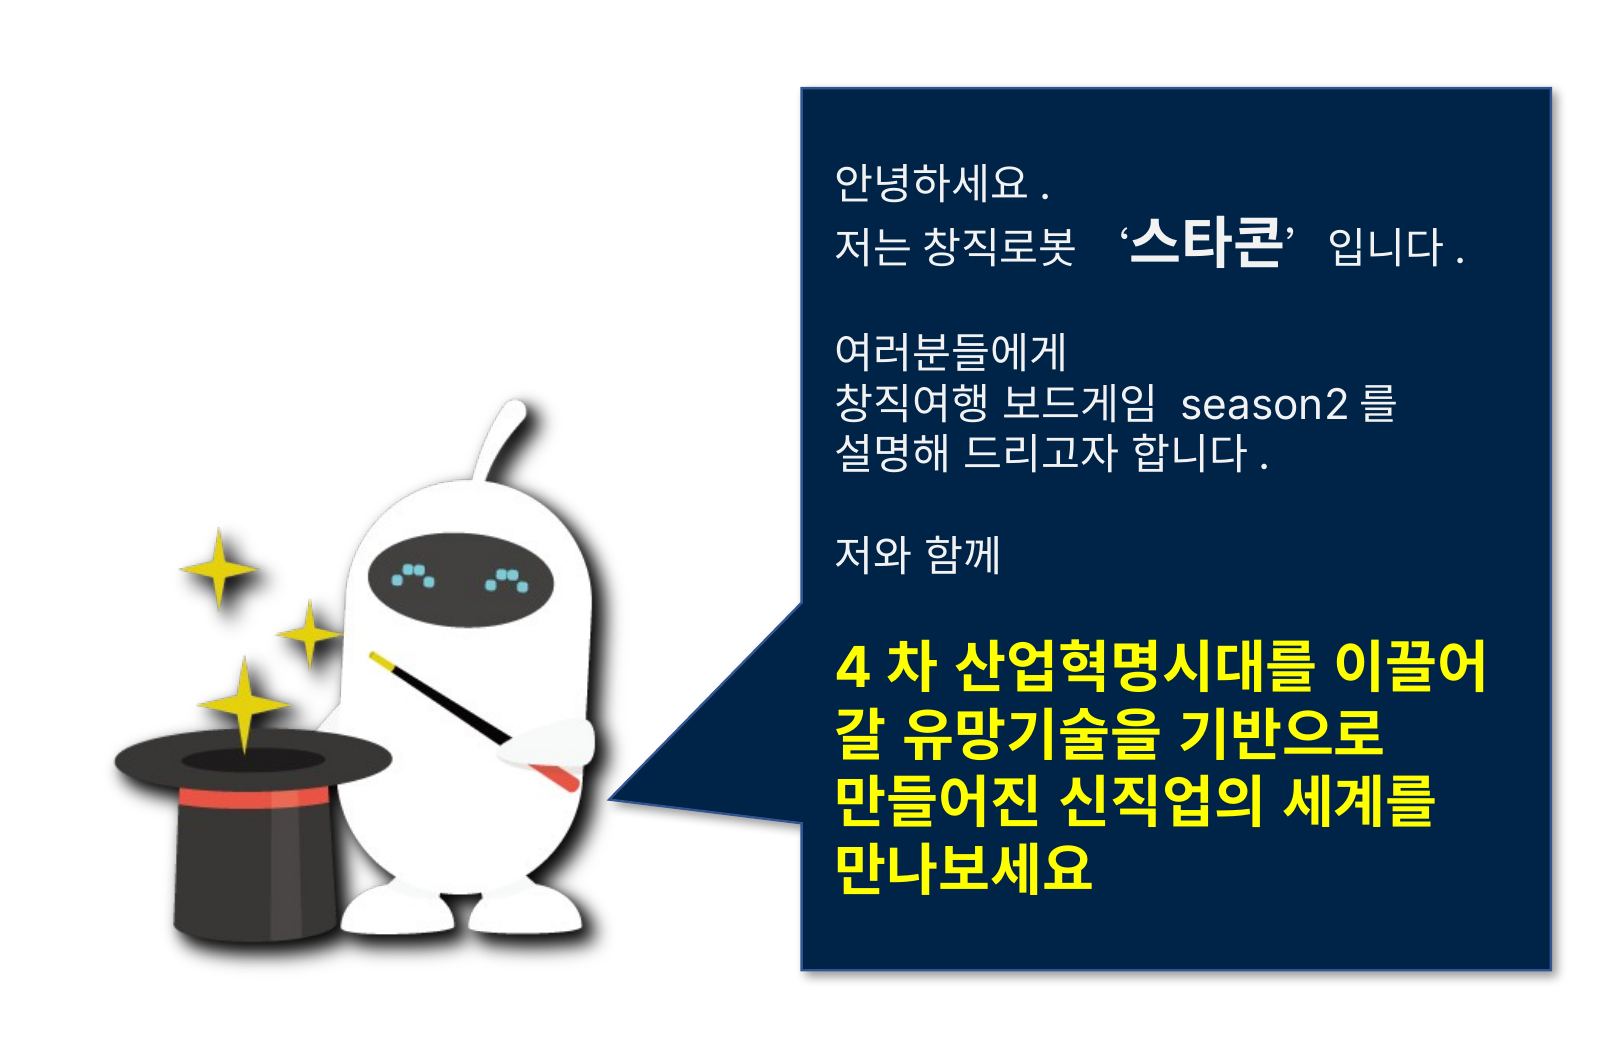 안녕하세요 .
저는 창직로봇 ‘스타콘’ 입니다 .
여러분들에게
창직여행 보드게임 season2 를
설명해 드리고자 합니다 .
저와 함께
4 차 산업혁명시대를 이끌어
갈 유망기술을 기반으로
만들어진 신직업의 세계를
만나보세요